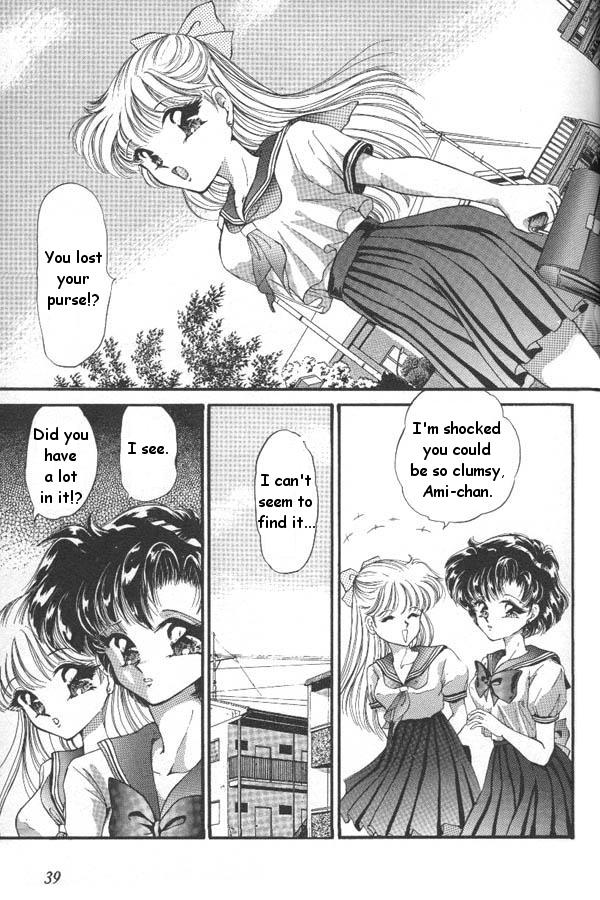 You lost
your
purse!?
I'm shocked
you could
be so clumsy,
Ami-chan.
I can't
seem to
find it...
I see.
Did you
have
a lot
in it!?
39